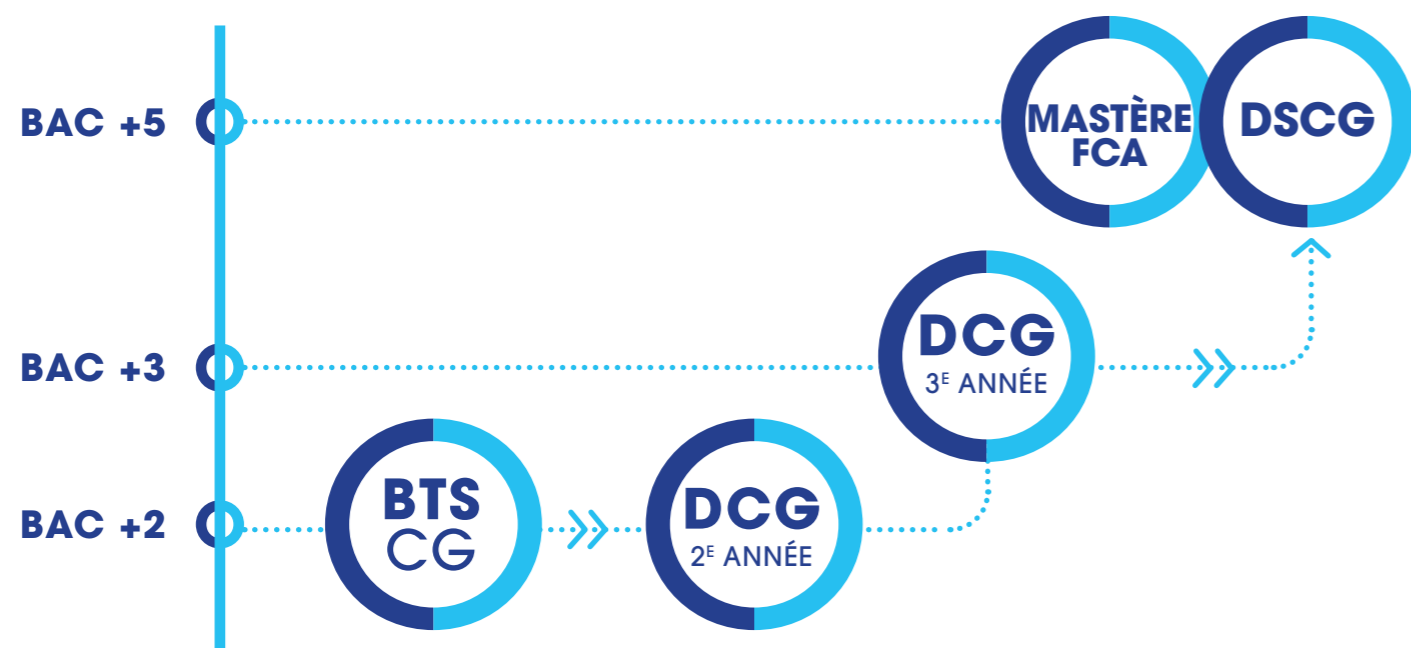 BAC +5
MASTÈRE
FCA
DSCG
BAC +3
DCG
3E ANNÉE
BAC +2
BTS
CG
DCG
2E ANNÉE